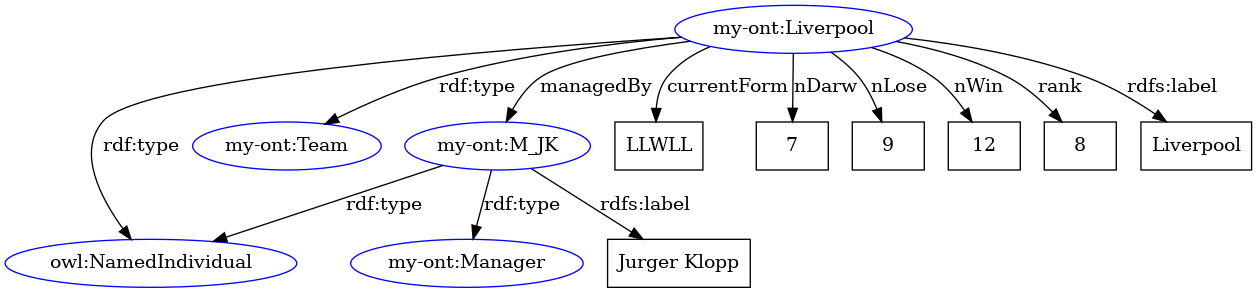 my-ont:Liverpool
rdf:type
rdf:type
managedBy
currentForm
nDarw
nLose
nWin
rank
rdfs:label
my-ont:Team
my-ont:M_JK
LLWLL
7
9
12
8
Liverpool
rdf:type
rdf:type
rdfs:label
owl:NamedIndividual
my-ont:Manager
Jurger Klopp